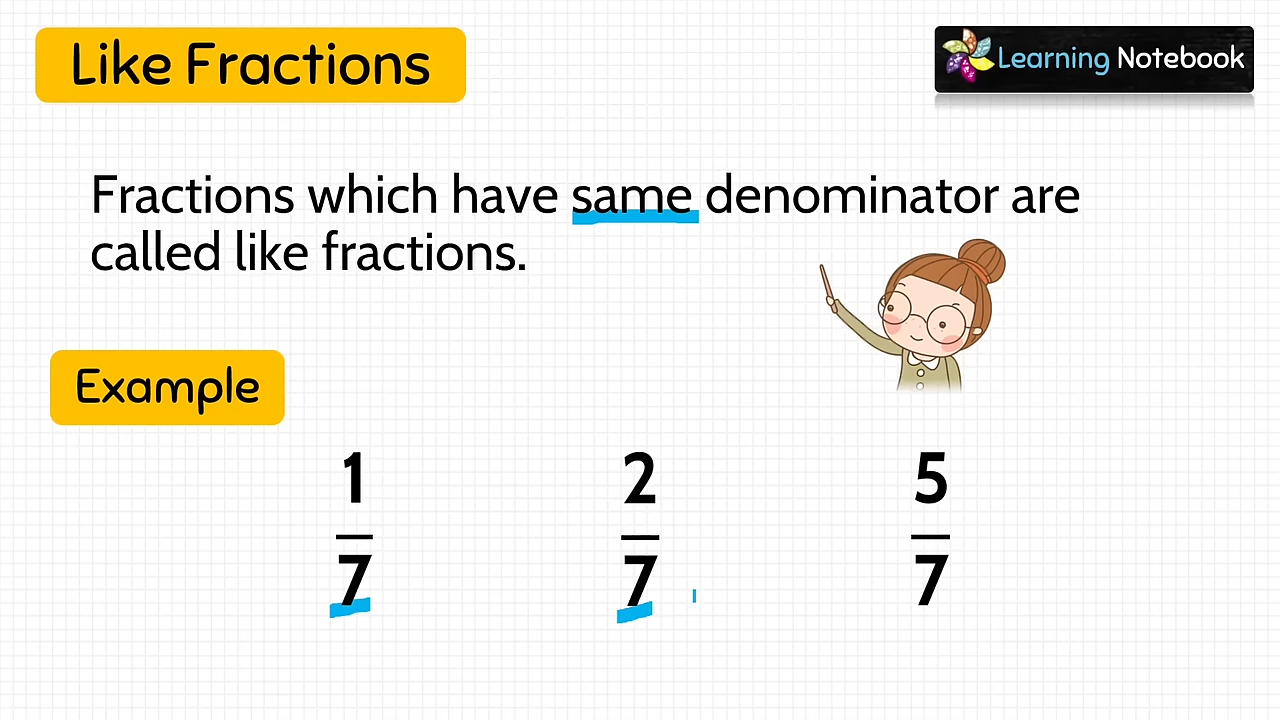 Like Fractions
Learning Notebook
Fractions which have same denominator are
called like fractions.
Example
1 2 5
7 7 7